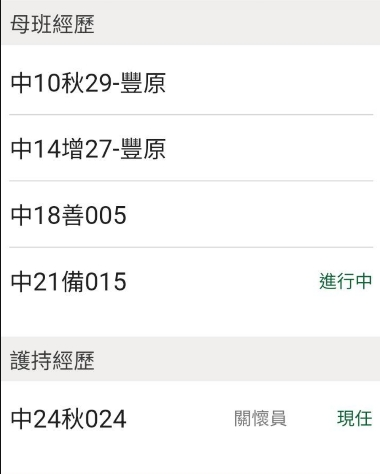 母班經歷
中10秋29-豐原
中14增27-豐原
中18善005
中21備015 進行中
護持經歷
中24秋024 關懷員 現任